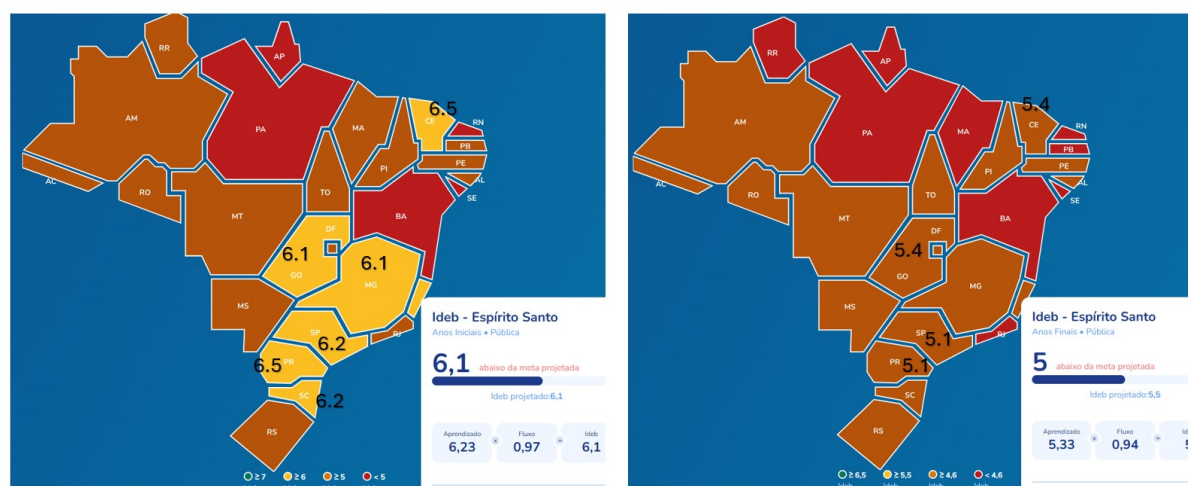 RR
AP
AM
PA
6.5
CE
MA
RN
PB
PI
PE
AC
AL
TO
RO
SE
MT
BA
DF
6.1
6.1
GO
MG
MS
SP
6.2
RJ
6.5
PR
SC
6.2
RS
≥ 7
≥ 6
≥ 5
< 5
Ideb - Espírito Santo
Anos Iniciais • Pública
6,1 abaixo da meta projetada
Ideb projetado:6,1
Aprendizado × Fluxo = Ideb
6,23 0,97 6,1
RR
AP
AM
PA
5.4
CE
MA
RN
PB
PI
PE
AC
AL
TO
RO
SE
MT
BA
DF
5.4
GO
MG
MS
SP
5.1
RJ
PR
5.1
SC
RS
≥ 6,5
≥ 5,5
≥ 4,6
< 4,6
Ideb - Espírito Santo
Anos Finais • Pública
5 abaixo da meta projetada
Ideb projetado:5,5
Aprendizado × Fluxo =
5,33 0,94